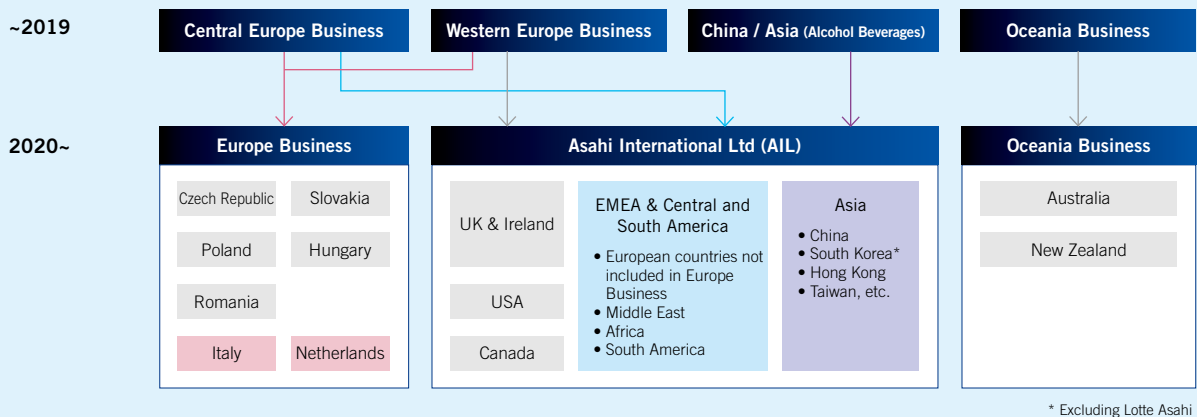 ~2019
Central Europe Business
Western Europe Business
China / Asia (Alcohol Beverages)
Oceania Business
2020~
Europe Business
Czech Republic
Slovakia
Poland
Hungary
Romania
Italy
Netherlands
Asahi International Ltd (AIL)
UK & Ireland
USA
Canada
EMEA & Central and
South America
• European countries not
included in Europe
Business
• Middle East
• Africa
• South America
Asia
• China
• South Korea*
• Hong Kong
• Taiwan, etc.
Oceania Business
Australia
New Zealand
* Excluding Lotte Asahi